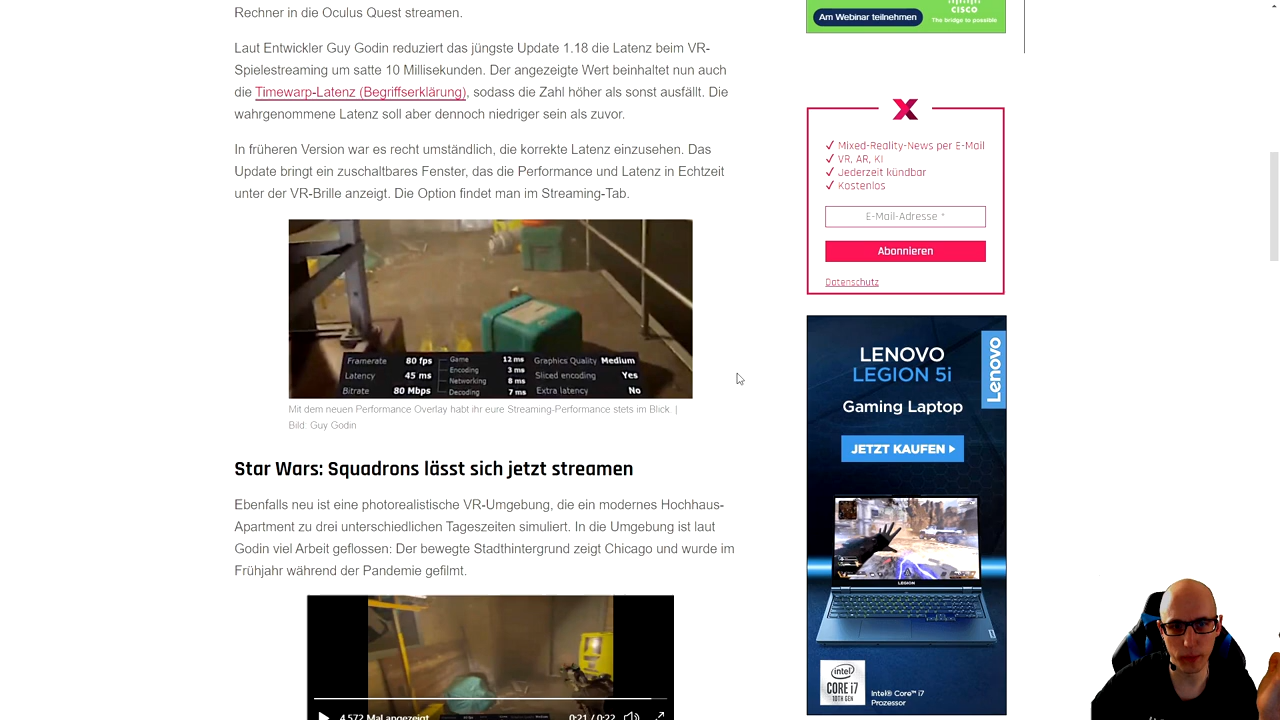 Rechner in die Oculus Quest streamen.
Laut Entwickler Guy Godin reduziert das jüngste Update 1.18 die Latenz beim VR-
Spielestreaming um satte 10 Millisekunden. Der angezeigte Wert beinhaltet nun auch
die Timewarp-Latenz (Begriffserklärung), sodass die Zahl höher als sonst ausfällt. Die
wahrgenommene Latenz soll aber dennoch niedriger sein als zuvor.
In früheren Version war es recht umständlich, die korrekte Latenz einzusehen. Das
Update bringt ein zuschaltbares Fenster, das die Performance und Latenz in Echtzeit
unter der VR-Brille anzeigt. Die Option findet man im Streaming-Tab.
Framerate 80 fps Game 12 ms Graphics Quality Medium
Encoding 3 ms
Latency 45 ms Sliced encoding Yes
Networking 8 ms
Bitrate 80 Mbps Decoding 7 ms Extra latency No
Mit dem neuen Performance Overlay habt ihr eure Streaming-Performance stets im Blick. |
Bild: Guy Godin
Star Wars: Squadrons lässt sich jetzt streamen
Ebenfalls neu ist eine photorealistische VR-Umgebung, die ein modernes Hochhaus-
Apartment zu drei unterschiedlichen Tageszeiten simuliert. In die Umgebung ist laut
Godin viel Arbeit geflossen: Der bewegte Stadthintergrund zeigt Chicago und wurde im
Frühjahr während der Pandemie gefilmt.
4.572 Mal angezeigt 0:21 / 0:22
CISCO
Am Webinar teilnehmen The bridge to possible
X
✓ Mixed-Reality-News per E-Mail
✓ VR, AR, KI
✓ Jederzeit kündbar
✓ Kostenlos
E-Mail-Adresse *
Abonnieren
Datenschutz
LENOVO
LEGION 5i
Lenovo
Gaming Laptop
JETZT KAUFEN
LEGION
intel
CORE i7
10TH GEN
Intel® Core™ i7
Prozessor